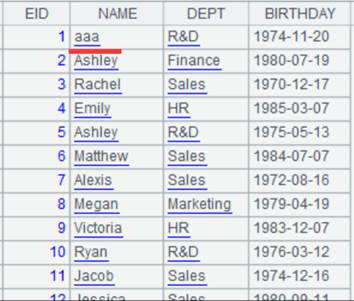 EID NAME DEPT BIRTHDAY
1 aaa R&D 1974-11-20
2 Ashley Finance 1980-07-19
3 Rachel Sales 1970-12-17
4 Emily HR 1985-03-07
5 Ashley R&D 1975-05-13
6 Matthew Sales 1984-07-07
7 Alexis Sales 1972-08-16
8 Megan Marketing 1979-04-19
9 Victoria HR 1983-12-07
10 Ryan R&D 1976-03-12
11 Jacob Sales 1974-12-16
12 Jessica Sales 1980-09-11